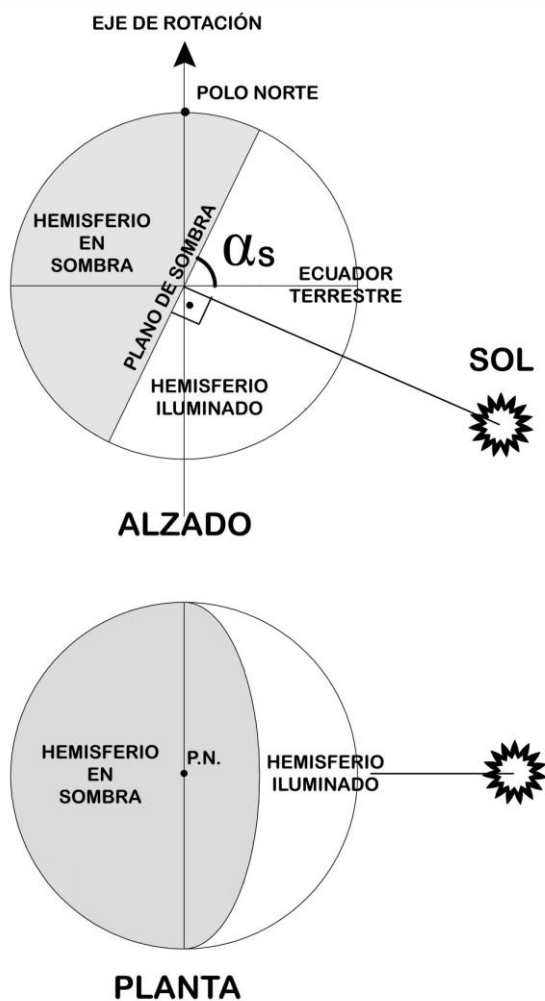 EJE DE ROTACIÓN
POLO NORTE
HEMISFERIO
EN
SOMBRA
PLANO DE SOMBRA
αs
ECUADOR
TERRESTRE
HEMISFERIO
ILUMINADO
SOL
ALZADO
HEMISFERIO
EN
SOMBRA
P.N.
HEMISFERIO
ILUMINADO
PLANTA